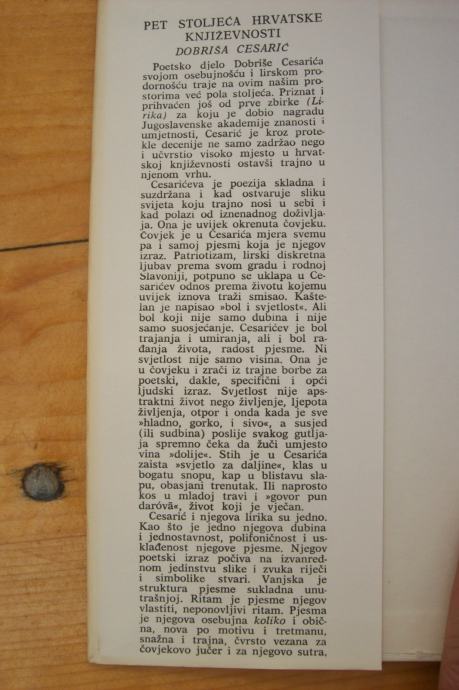 PET STOLJEĆA HRVATSKE
KNJIŽEVNOSTI
DOBRIŠA CESARIĆ
Poetsko djelo Dobriše Cesarića
svojom osebujnošću i lirskom pro-
dornošću traje na ovim našim pro-
storima već pola stoljeća. Priznat i
prihvaćen još od prve zbirke (Li-
rika) za koju je dobio nagradu
Jugoslavenske akademije znanosti i
umjetnosti, Cesarić je kroz prote-
kle decenije ne samo zadržao nego
i učvrstio visoko mjesto u hrvat-
skoj književnosti ostavši trajno u
njenom vrhu.
Cesarićeva je poezija skladna i
suzdržana i kad ostvaruje sliku
svijeta koju trajno nosi u sebi i
kad polazi od iznenadnog doživlja-
ja. Ona je uvijek okrenuta čovjeku.
Čovjek je u Cesarića mjera svemu
pa i samoj pjesmi koja je njegov
izraz. Patriotizam, lirski diskretna
ljubav prema svom gradu i rodnoj
Slavoniji, potpuno se uklapa u Ce-
sarićev odnos prema životu kojemu
uvijek iznova traži smisao. Kašte-
lan je napisao »bol i svjetlost«. Ali
bol koji nije samo dubina i nije
samo suosjećanje. Cesarićev je bol
trajanja i umiranja, ali i bol ra-
đanja života, radost pjesme. Ni
svjetlost nije samo visina. Ona je
u čovjeku i zrači iz trajne borbe za
poetski, dakle, specifični i opći
ljudski izraz. Svjetlost nije aps-
traktni život nego življenje, ljepota
življenja, otpor i onda kada je sve
»hladno, gorko, i sivo«, a susjed
(ili sudbina) poslije svakog gutlja-
ja spremno čeka da žuči umjesto
vina »dolije«. Stih je u Cesarića
zaista »svjetlo za daljine«, klas u
bogatu snopu, kap u blistavu sla-
pu, obasjani trenutak. Ili naprosto
kos u mladoj travi i »govor pun
daróvā«, život koji je vječan.
Cesarić i njegova lirika su jedno.
Kao što je jedno njegova dubina
i jednostavnost, polifoničnost i us-
klađenost njegove pjesme. Njegov
poetski izraz počiva na izvanred-
nom jedinstvu slike i zvuka riječi
i simbolike stvari. Vanjska je
struktura pjesme sukladna unu-
trašnjoj. Ritam je pjesme njegov
vlastiti, neponovljivi ritam. Pjesma
je njegova osebujna koliko i obič-
na, nova po motivu i tretmanu,
snažna i trajna, čvrsto vezana za
čovjekovo jučer i za njegovo sutra,